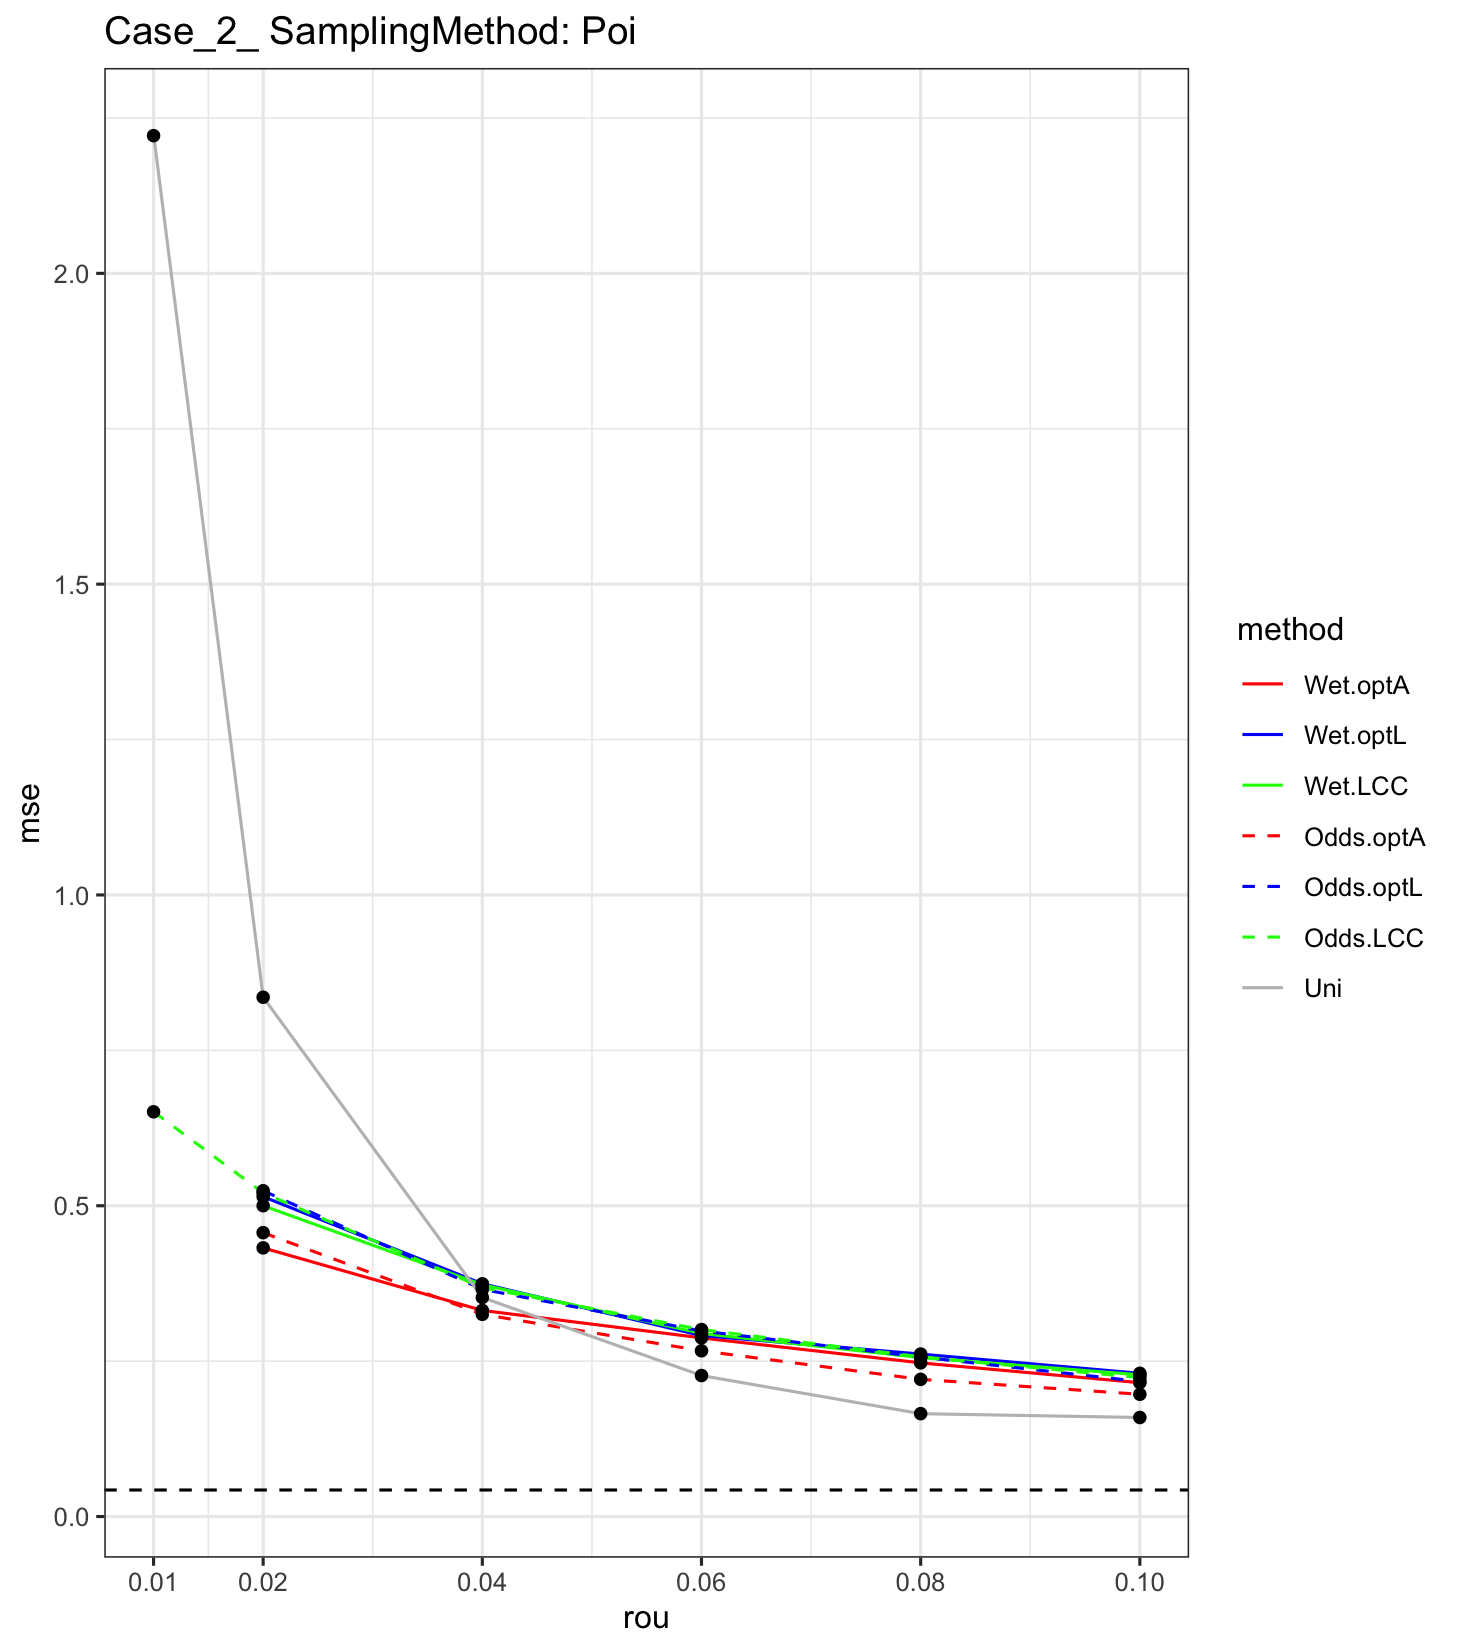 Case_2_ SamplingMethod: Poi
mse
2.0
1.5
1.0
0.5
0.0
0.01 0.02 0.04 0.06 0.08 0.10
rou
method
Wet.optA
Wet.optL
Wet.LCC
Odds.optA
Odds.optL
Odds.LCC
Uni